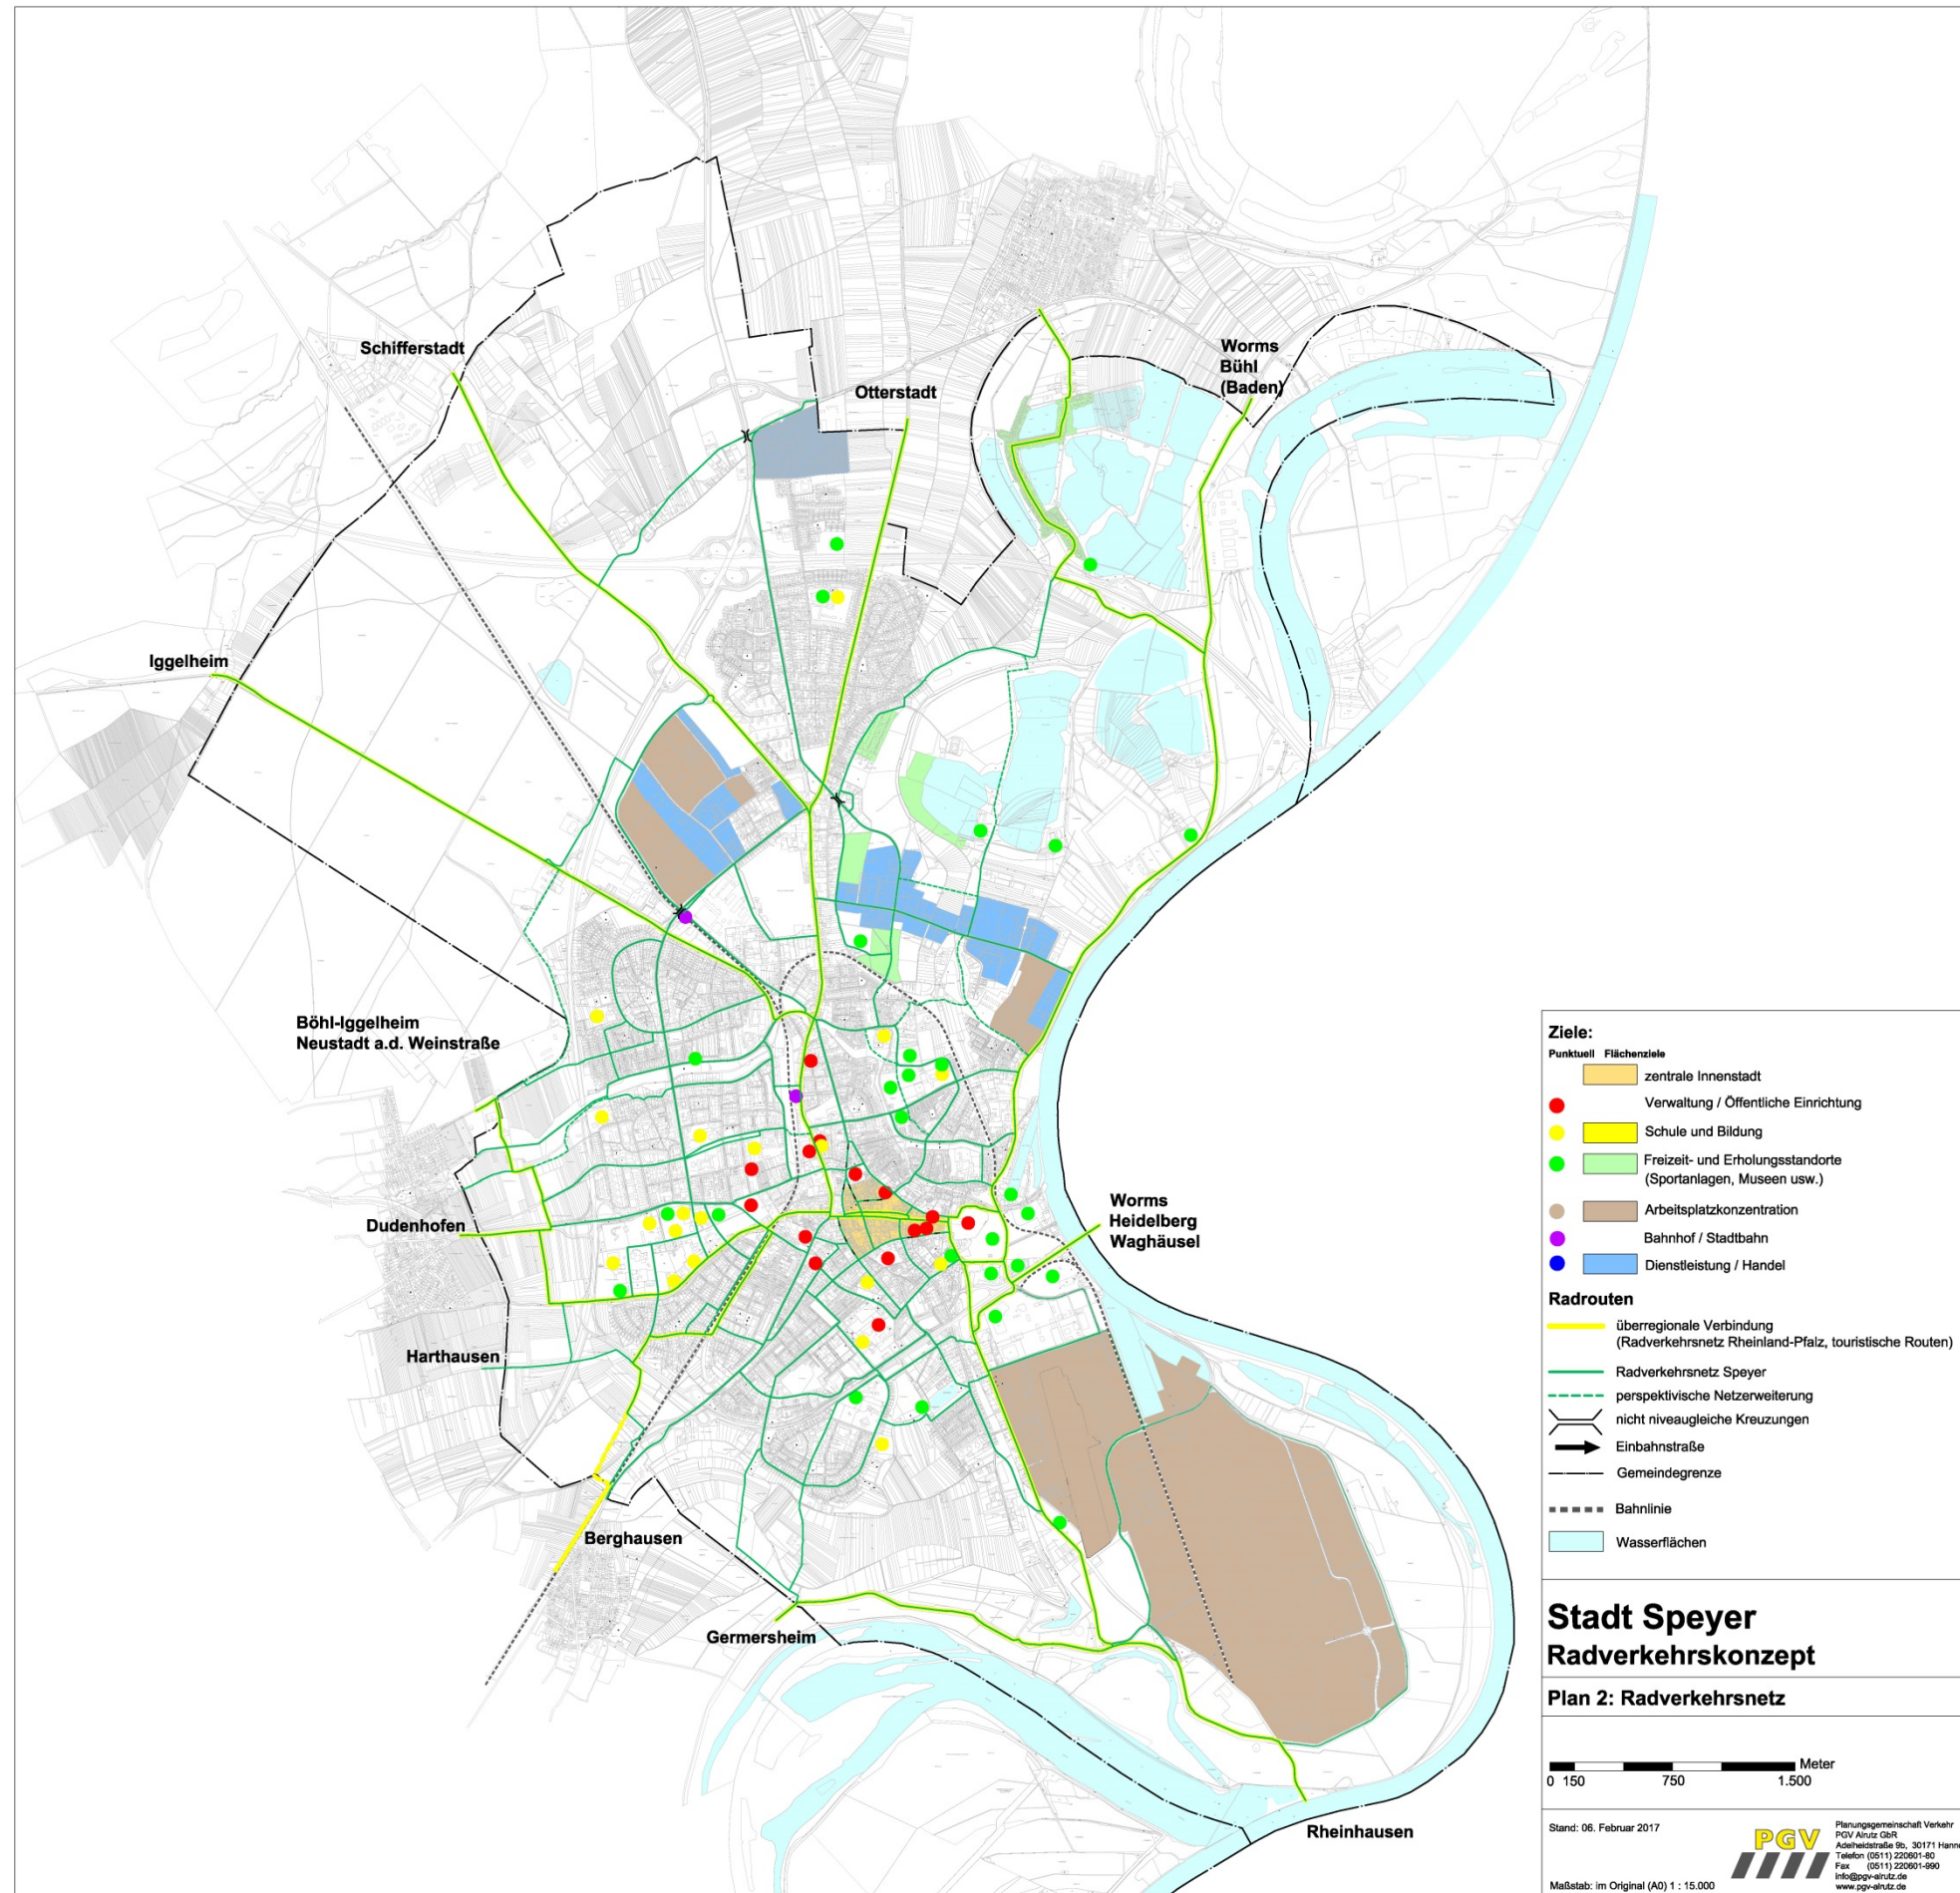 Schifferstadt
Otterstadt
Worms
Bühl
(Baden)
Iggelheim
Böhl-Iggelheim
Neustadt a.d. Weinstraße
Dudenhofen
Worms
Heidelberg
Waghäusel
Harthausen
Berghausen
Germersheim
Rheinhausen
Ziele:
Punktuell Flächenziele
zentrale Innenstadt
Verwaltung / Öffentliche Einrichtung
Schule und Bildung
Freizeit- und Erholungsstandorte
(Sportanlagen, Museen usw.)
Arbeitsplatzkonzentration
Bahnhof / Stadtbahn
Dienstleistung / Handel
Radrouten
überregionale Verbindung
(Radverkehrsnetz Rheinland-Pfalz, touristische Routen)
Radverkehrsnetz Speyer
perspektivische Netzerweiterung
nicht niveaugleiche Kreuzungen
Einbahnstraße
Gemeindegrenze
Bahnlinie
Wasserflächen
Stadt Speyer
Radverkehrskonzept
Plan 2: Radverkehrsnetz
Meter
0 150 750 1.500
Stand: 06. Februar 2017
Maßstab: im Original (A0) 1 : 15.000
PGV
Planungsgemeinschaft Verkehr
PGV Alrutz GbR
Adelheidstraße 9b, 30171 Hann
Telefon (0511) 220601-80
Fax (0511) 220601-990
info@pgv-alrutz.de
www.pgv-alrutz.de